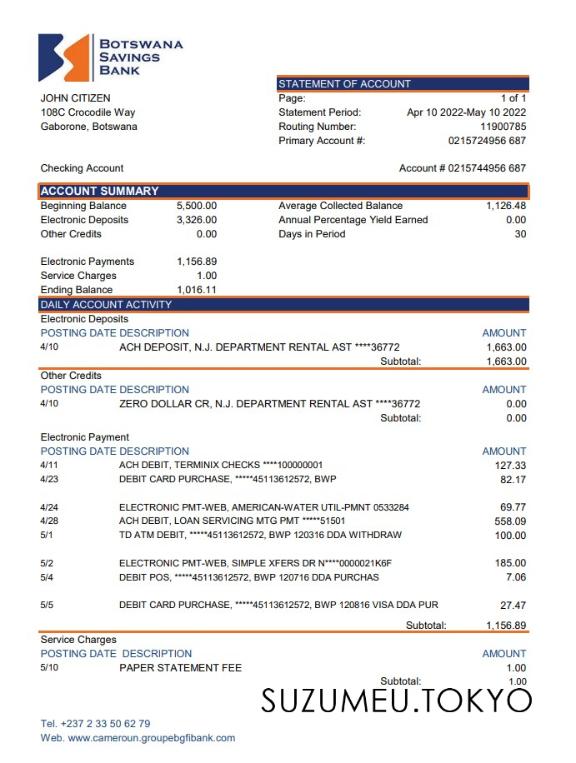 BOTSWANA
SAVINGS
BANK
STATEMENT OF ACCOUNT
JOHN CITIZEN
108C Crocodile Way
Gaborone, Botswana
Page: 1 of 1
Statement Period: Apr 10 2022-May 10 2022
Routing Number: 11900785
Primary Account #: 0215724956 687
Checking Account Account # 0215744956 687
ACCOUNT SUMMARY
Beginning Balance 5,500.00 Average Collected Balance 1,126.48
Electronic Deposits 3,326.00 Annual Percentage Yield Earned 0.00
Other Credits 0.00 Days in Period 30
Electronic Payments 1,156.89
Service Charges 1.00
Ending Balance 1,016.11
DAILY ACCOUNT ACTIVITY
Electronic Deposits
POSTING DATE DESCRIPTION AMOUNT
4/10 ACH DEPOSIT, N.J. DEPARTMENT RENTAL AST ****36772 1,663.00
Subtotal: 1,663.00
Other Credits
POSTING DATE DESCRIPTION AMOUNT
4/10 ZERO DOLLAR CR, N.J. DEPARTMENT RENTAL AST ****36772 0.00
Subtotal: 0.00
Electronic Payment
POSTING DATE DESCRIPTION AMOUNT
4/11 ACH DEBIT, TERMINIX CHECKS ****100000001 127.33
4/23 DEBIT CARD PURCHASE, *****45113612572, BWP 82.17
4/24 ELECTRONIC PMT-WEB, AMERICAN-WATER UTIL-PMNT 0533284 69.77
4/28 ACH DEBIT, LOAN SERVICING MTG PMT *****51501 558.09
5/1 TD ATM DEBIT, *****45113612572, BWP 120316 DDA WITHDRAW 100.00
5/2 ELECTRONIC PMT-WEB, SIMPLE XFERS DR N****0000021K6F 185.00
5/4 DEBIT POS, *****45113612572, BWP 120716 DDA PURCHAS 7.06
5/5 DEBIT CARD PURCHASE, *****45113612572, BWP 120816 VISA DDA PUR 27.47
Subtotal: 1,156.89
Service Charges
POSTING DATE DESCRIPTION AMOUNT
5/10 PAPER STATEMENT FEE 1.00
Subtotal: 1.00
SUZUMEU.TOKYO
Tel. +237 2 33 50 62 79
Web. www.cameroun.groupebgfibank.com